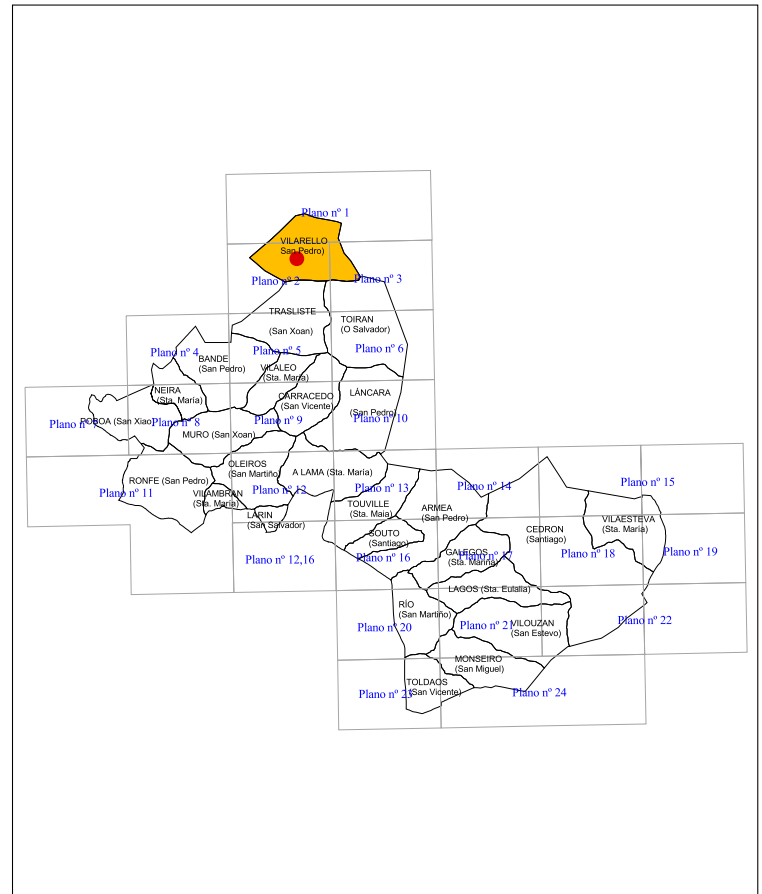 Plano nº 1
VILARELLO
San Pedro)
Plano nº 2
Plano nº 3
TRASLISTE
(San Xoan)
TOIRAN
(O Salvador)
Plano nº 4
Plano nº 5
Plano nº 6
BANDE
(San Pedro)
VILALEO
(Sta. María)
NEIRA
(Sta. María)
CARRACEDO
(San Vicente)
LÁNCARA
(San Pedro)
Plano nº 7
POBOA (San Xiao)
Plano nº 8
Plano nº 9
Plano nº 10
MURO (San Xoan)
OLEIROS
(San Martiño)
A LAMA (Sta. María)
RONFE (San Pedro)
Plano nº 11
VILAMBRAN
(Sta. María)
Plano nº 12
Plano nº 13
Plano nº 14
Plano nº 15
LARIN
(San Salvador)
TOUVILLE
(Sta. Maia)
ARMEA
(San Pedro)
CEDRON
(Santiago)
VILAESTEVA
(Sta. María)
SOUTO
(Santiago)
Plano nº 12,16
Plano nº 16
GALEGOS
(Sta. Mariña)
Plano nº 17
Plano nº 18
Plano nº 19
LAGOS (Sta. Eulalia)
RÍO
(San Martiño)
Plano nº 20
Plano nº 21
VILOUZAN
(San Estevo)
Plano nº 22
MONSEIRO
(San Miguel)
TOLDAOS
(San Vicente)
Plano nº 23
Plano nº 24